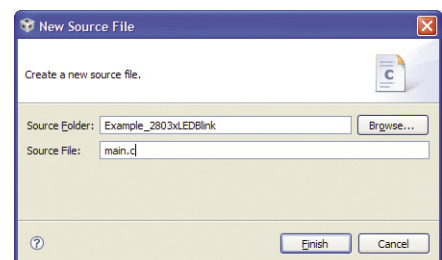 New Source File
Create a new source file.
c
Source Folder: Example_2803xLEDBlink Browse...
Source File: main.c
? Finish Cancel